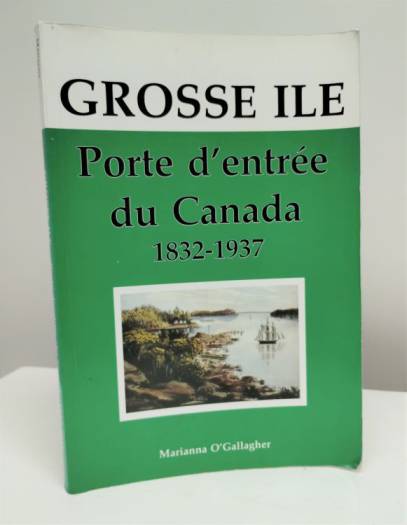 GROSSE ILE
Porte d'entrée
du Canada
1832-1937
Marianna O'Gallagher